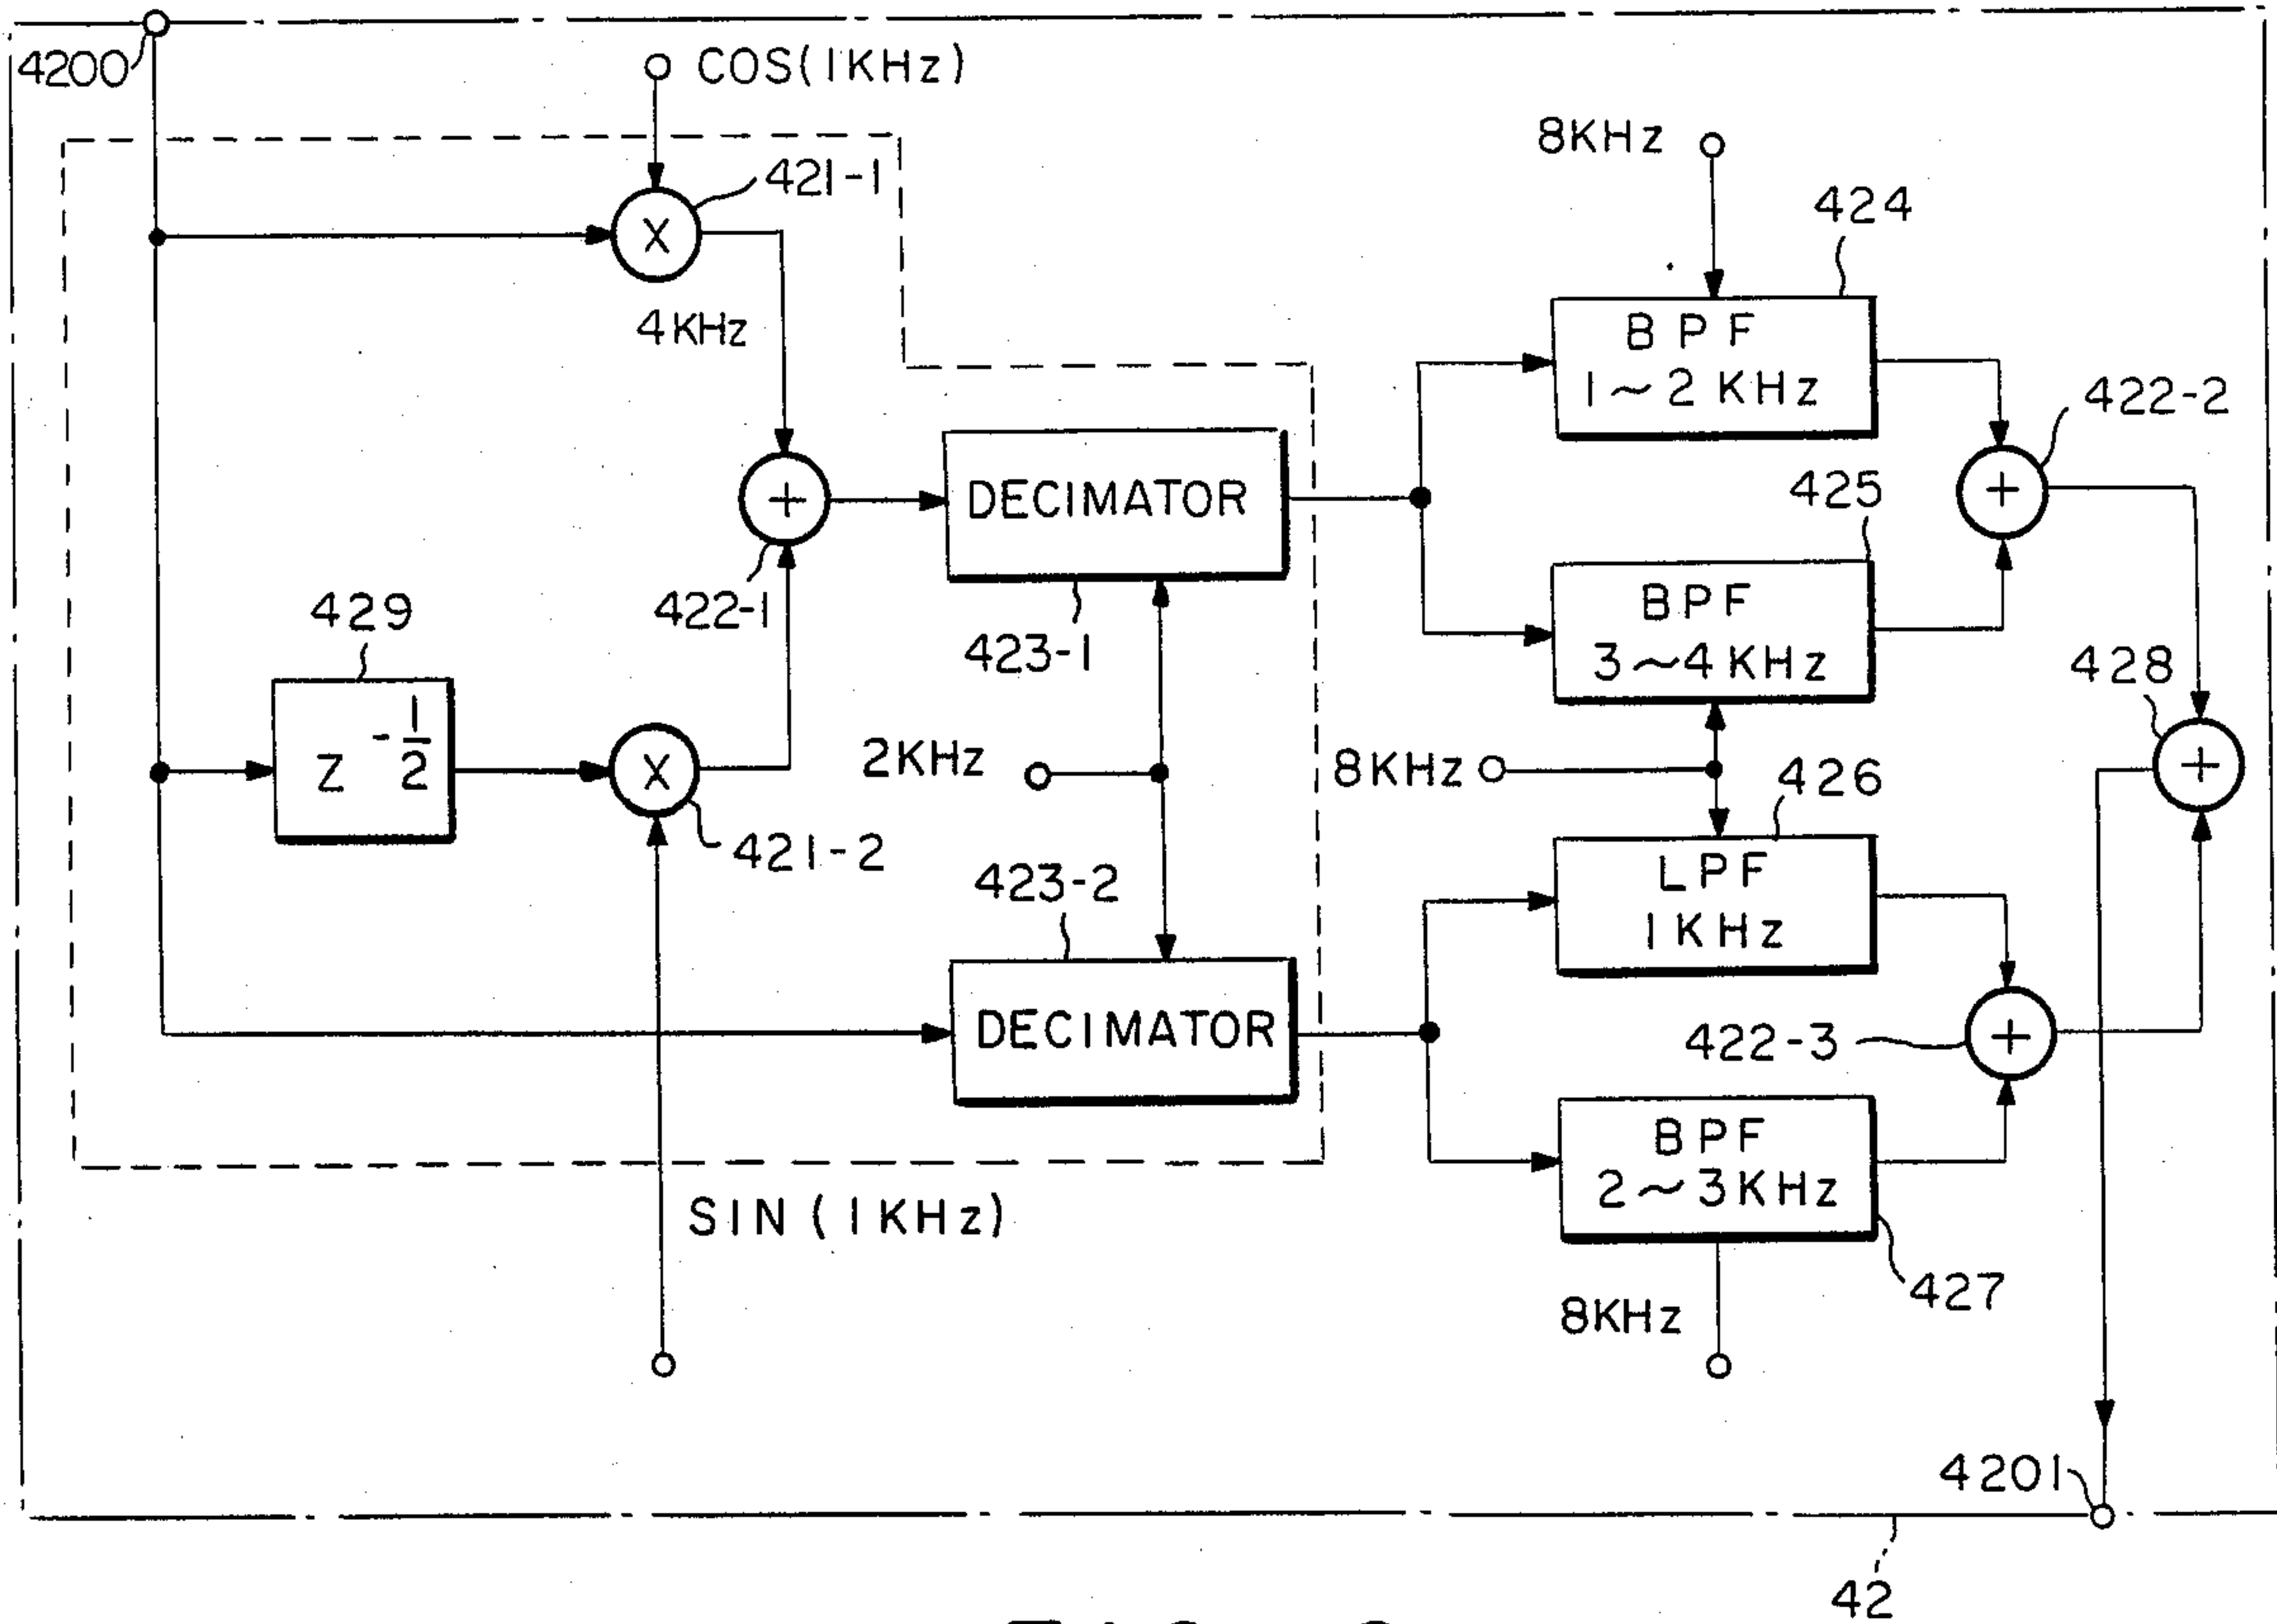 4200
COS(1KHz)
421-1
8KHz
424
X
4KHz
BPF
1~2 KHz
422-2
DECIMATOR
+
+
425
429
422-1
423-1
BPF
3~4 KHz
428
Z -1/2
X
2KHz
8KHz
+
426
421-2
423-2
LPF
1KHz
DECIMATOR
422-3
+
BPF
2~3KHz
SIN (1KHz)
427
8KHz
4201
42